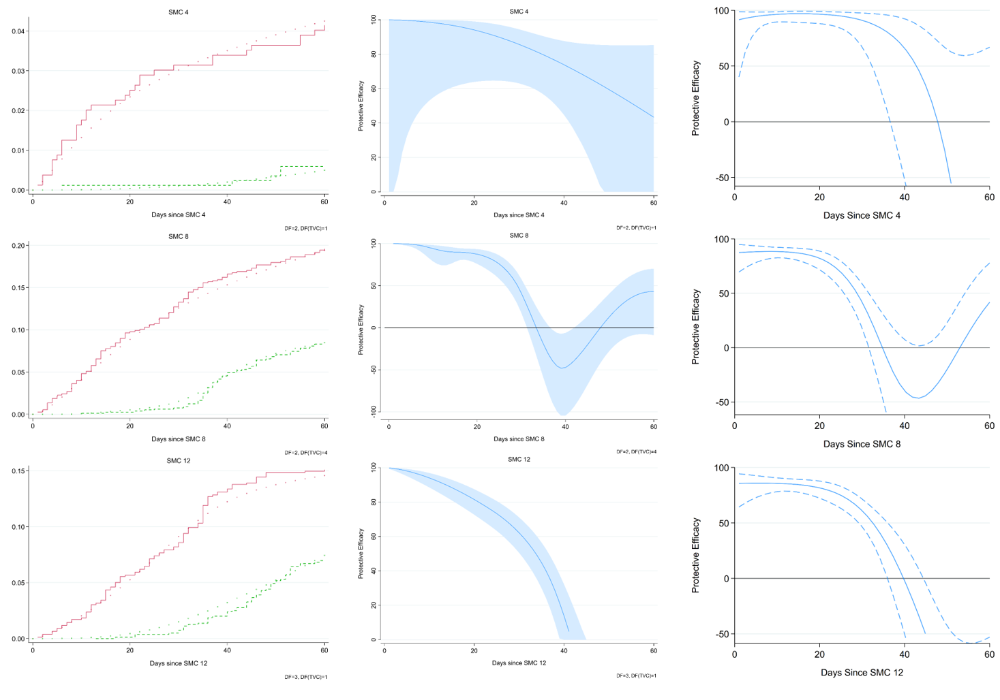 SMC 4
0.04
0.03
0.02
0.01
0.00
0
20
40
60
Days since SMC 4
DF=2, DF(TVC)=1
SMC 4
Protective Efficacy
100
80
60
40
20
0
0
20
40
60
Days since SMC 4
DF=2, DF(TVC)=1
Protective Efficacy
100
50
0
-50
0
20
40
60
Days Since SMC 4
SMC 8
0.20
0.15
0.10
0.05
0.00
0
20
40
60
Days since SMC 8
DF=2, DF(TVC)=4
SMC 8
Protective Efficacy
100
50
0
-50
-100
0
20
40
60
Days since SMC 8
DF=2, DF(TVC)=4
Protective Efficacy
100
50
0
-50
0
20
40
60
Days Since SMC 8
SMC 12
0.15
0.10
0.05
0.00
0
20
40
60
Days since SMC 12
DF=3, DF(TVC)=1
SMC 12
Protective Efficacy
100
80
60
40
20
0
0
20
40
60
Days since SMC 12
DF=3, DF(TVC)=1
Protective Efficacy
100
50
0
-50
0
20
40
60
Days Since SMC 12